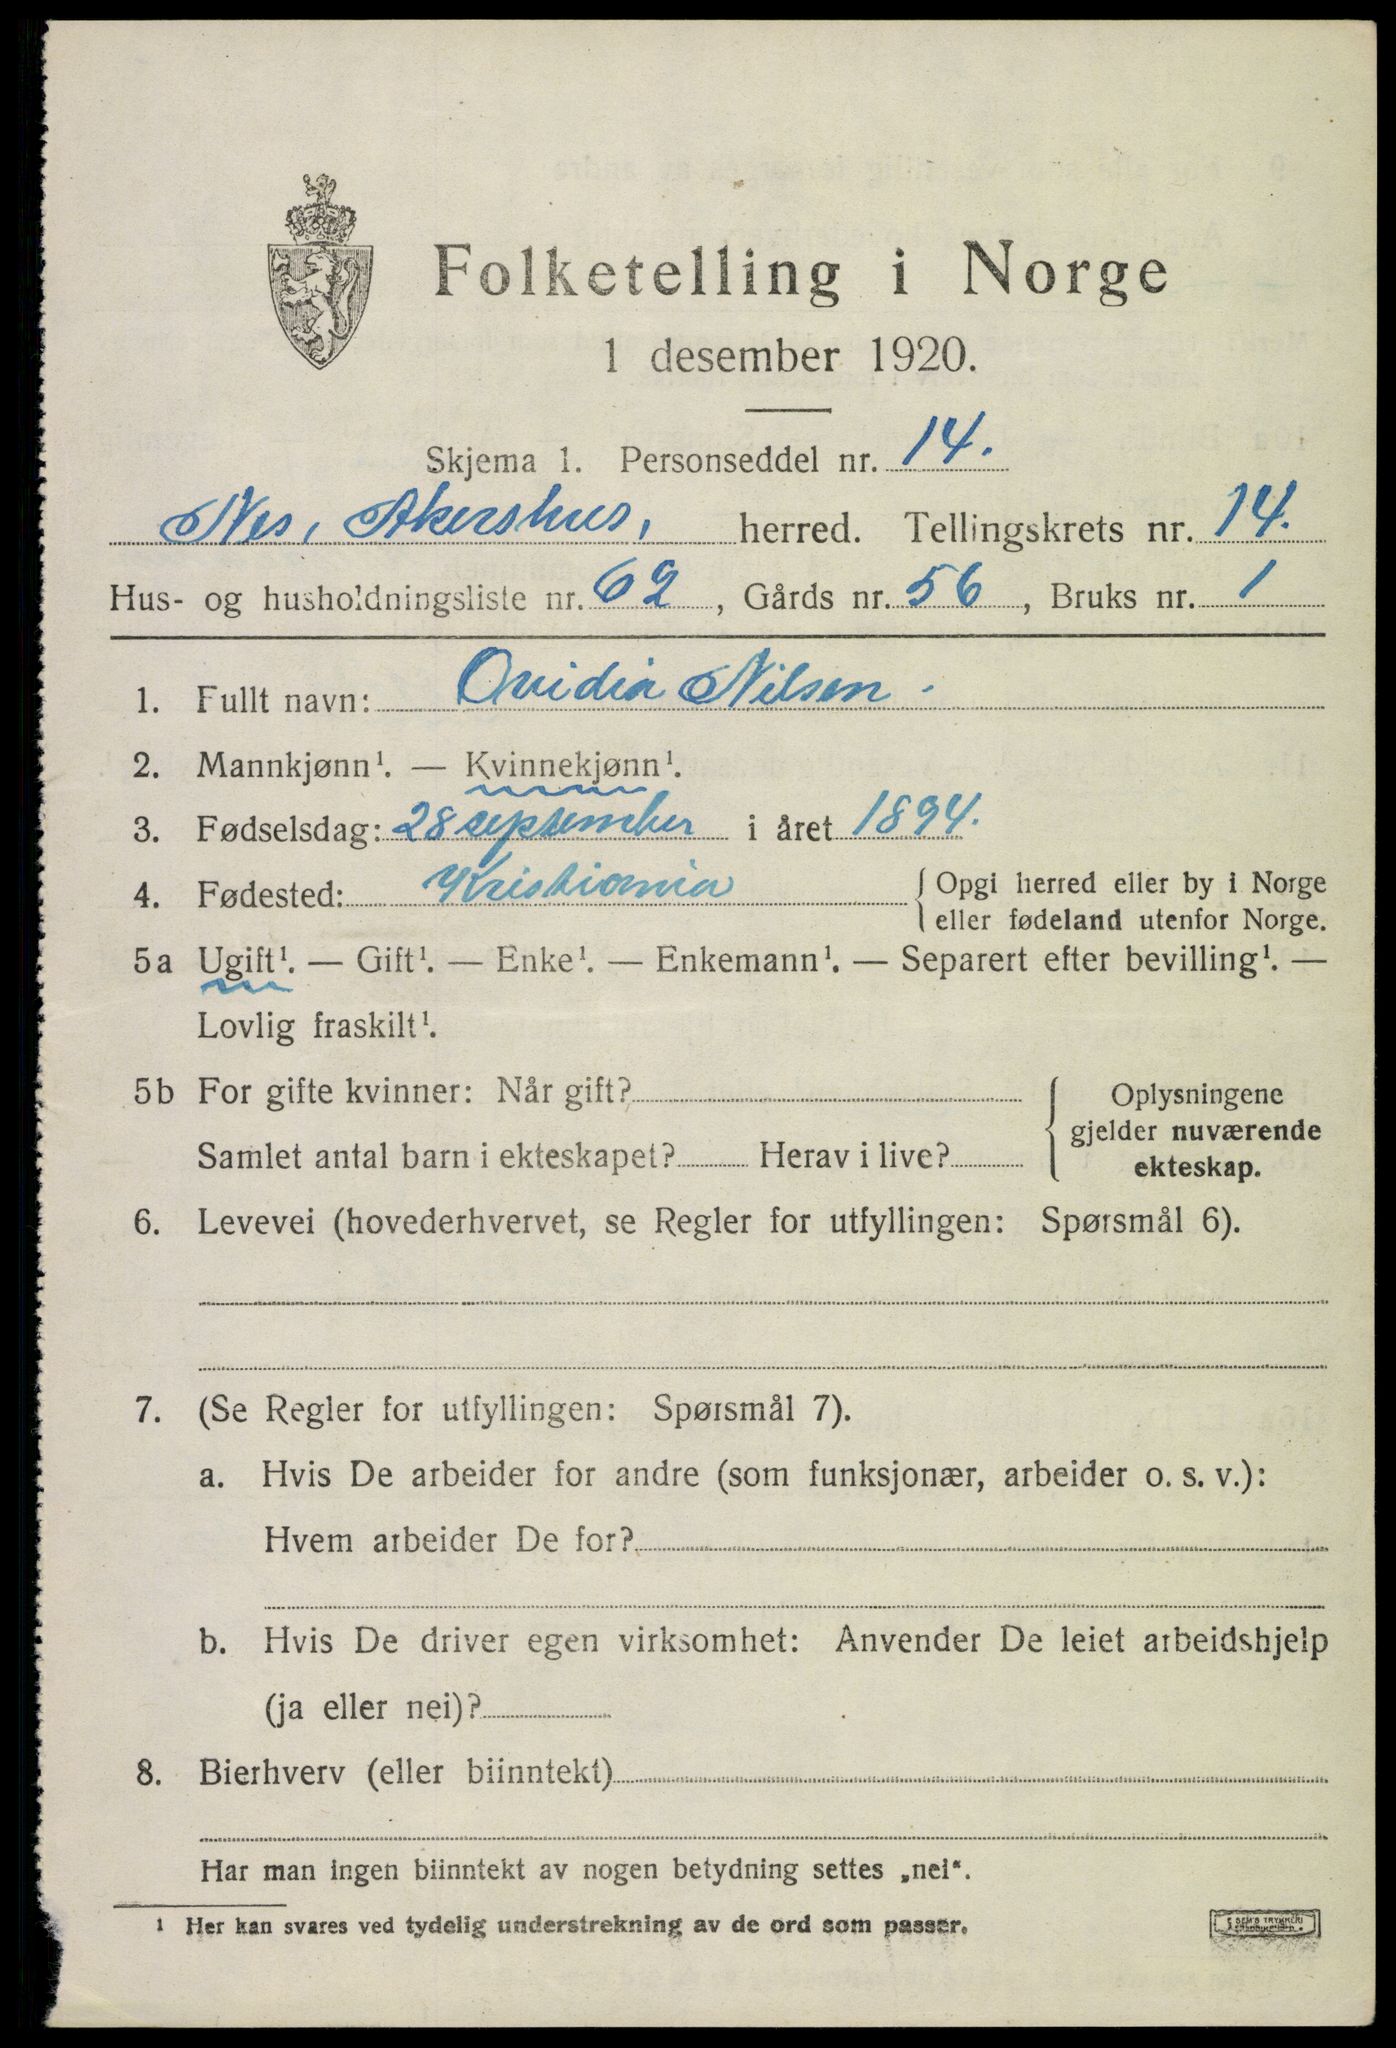 Folketelling i Norge
1 desember 1920.
Skjema 1. Personseddel nr. 14.
Nes, Akershus, herred. Tellingskrets nr. 14.
Hus- og husholdningsliste nr. 62, Gårds nr. 56, Bruks nr. 1
1. Fullt navn: Ovidia Nilsen.
2. Mannkjønn¹. — Kvinnekjønn¹.
3. Fødselsdag: 28 september i året 1894.
4. Fødested: Kristiania { Opgi herred eller by i Norge
eller fødeland utenfor Norge.
5a Ugift¹. — Gift¹. — Enke¹. — Enkemann¹. — Separert efter bevilling¹. —
Lovlig fraskilt¹.
5b For gifte kvinner: Når gift? { Oplysningene
gjelder nuværende
Samlet antal barn i ekteskapet? Herav i live? ekteskap.
6. Levevei (hovederhvervet, se Regler for utfyllingen: Spørsmål 6).
7. (Se Regler for utfyllingen: Spørsmål 7).
a. Hvis De arbeider for andre (som funksjonær, arbeider o. s. v.):
Hvem arbeider De for?
b. Hvis De driver egen virksomhet: Anvender De leiet arbeidshjelp
(ja eller nei)?
8. Bierhverv (eller biinntekt)
Har man ingen biinntekt av nogen betydning settes „nei“.
¹ Her kan svares ved tydelig understrekning av de ord som passer.